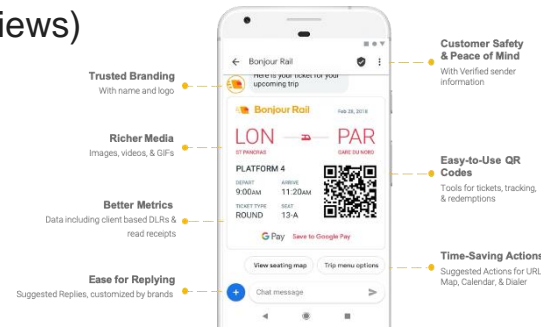 iews)
Trusted Branding
With name and logo
Richer Media
Images, videos, & GIFs
Better Metrics
Data including client based DLRs &
read receipts
Ease for Replying
Suggested Replies, customized by brands
Bonjour Rail
Here is your ticket for your
upcoming trip
Bonjour Rail
Feb 28, 2018
LON PAR
ST PANCRAS GARE DU NORD
PLATFORM 4
DEPART ARRIVE
9:00AM 11:20AM
TICKET TYPE SEAT
ROUND 13-A
G Pay Save to Google Pay
View seating map Trip menu options
Chat message
Customer Safety
& Peace of Mind
With Verified sender
information
Easy-to-Use QR
Codes
Tools for tickets, tracking,
& redemptions
Time-Saving Actions
Suggested Actions for URL
Map, Calendar, & Dialer